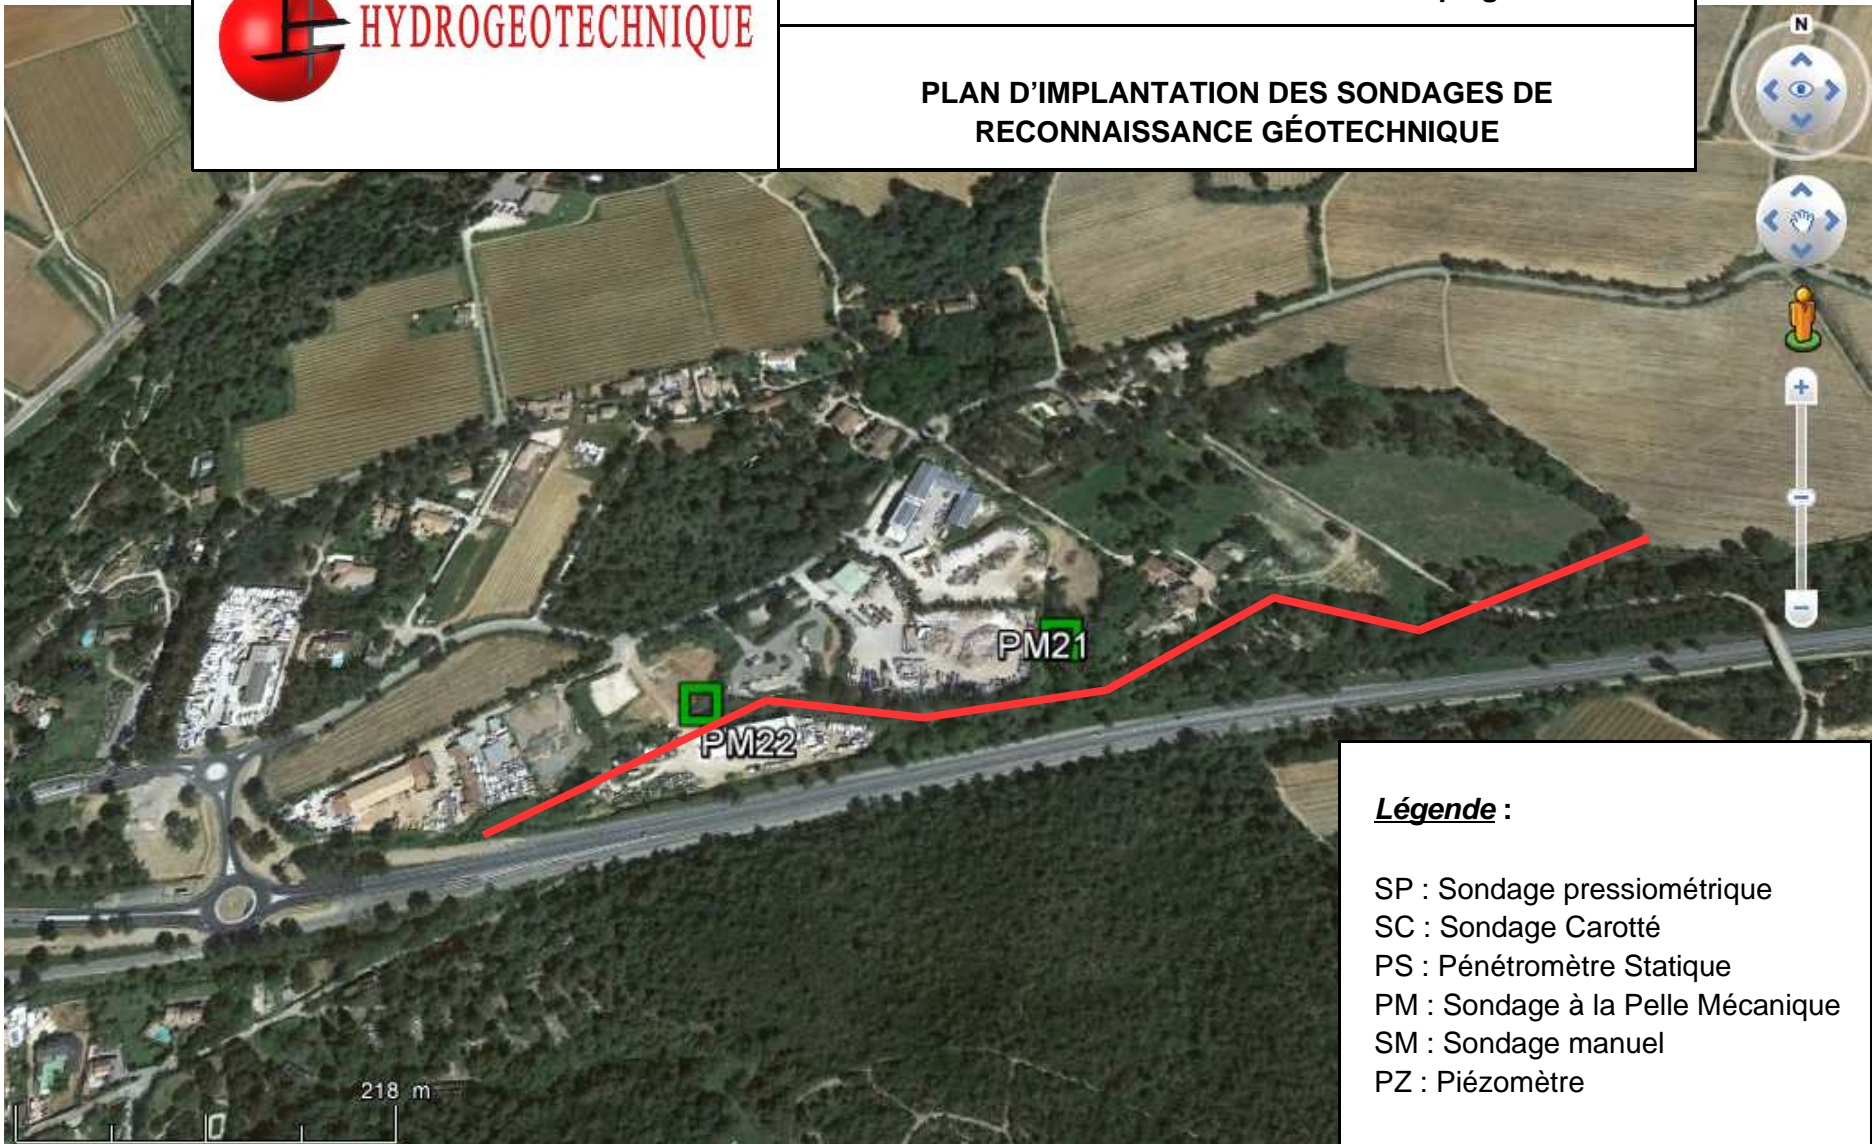 HYDROGEOTECHNIQUE
PLAN D'IMPLANTATION DES SONDAGES DE
RECONNAISSANCE GÉOTECHNIQUE
N
PM21
PM22
Légende :
SP : Sondage pressiométrique
SC : Sondage Carotté
PS : Pénétromètre Statique
PM : Sondage à la Pelle Mécanique
SM : Sondage manuel
PZ : Piézomètre
218 m